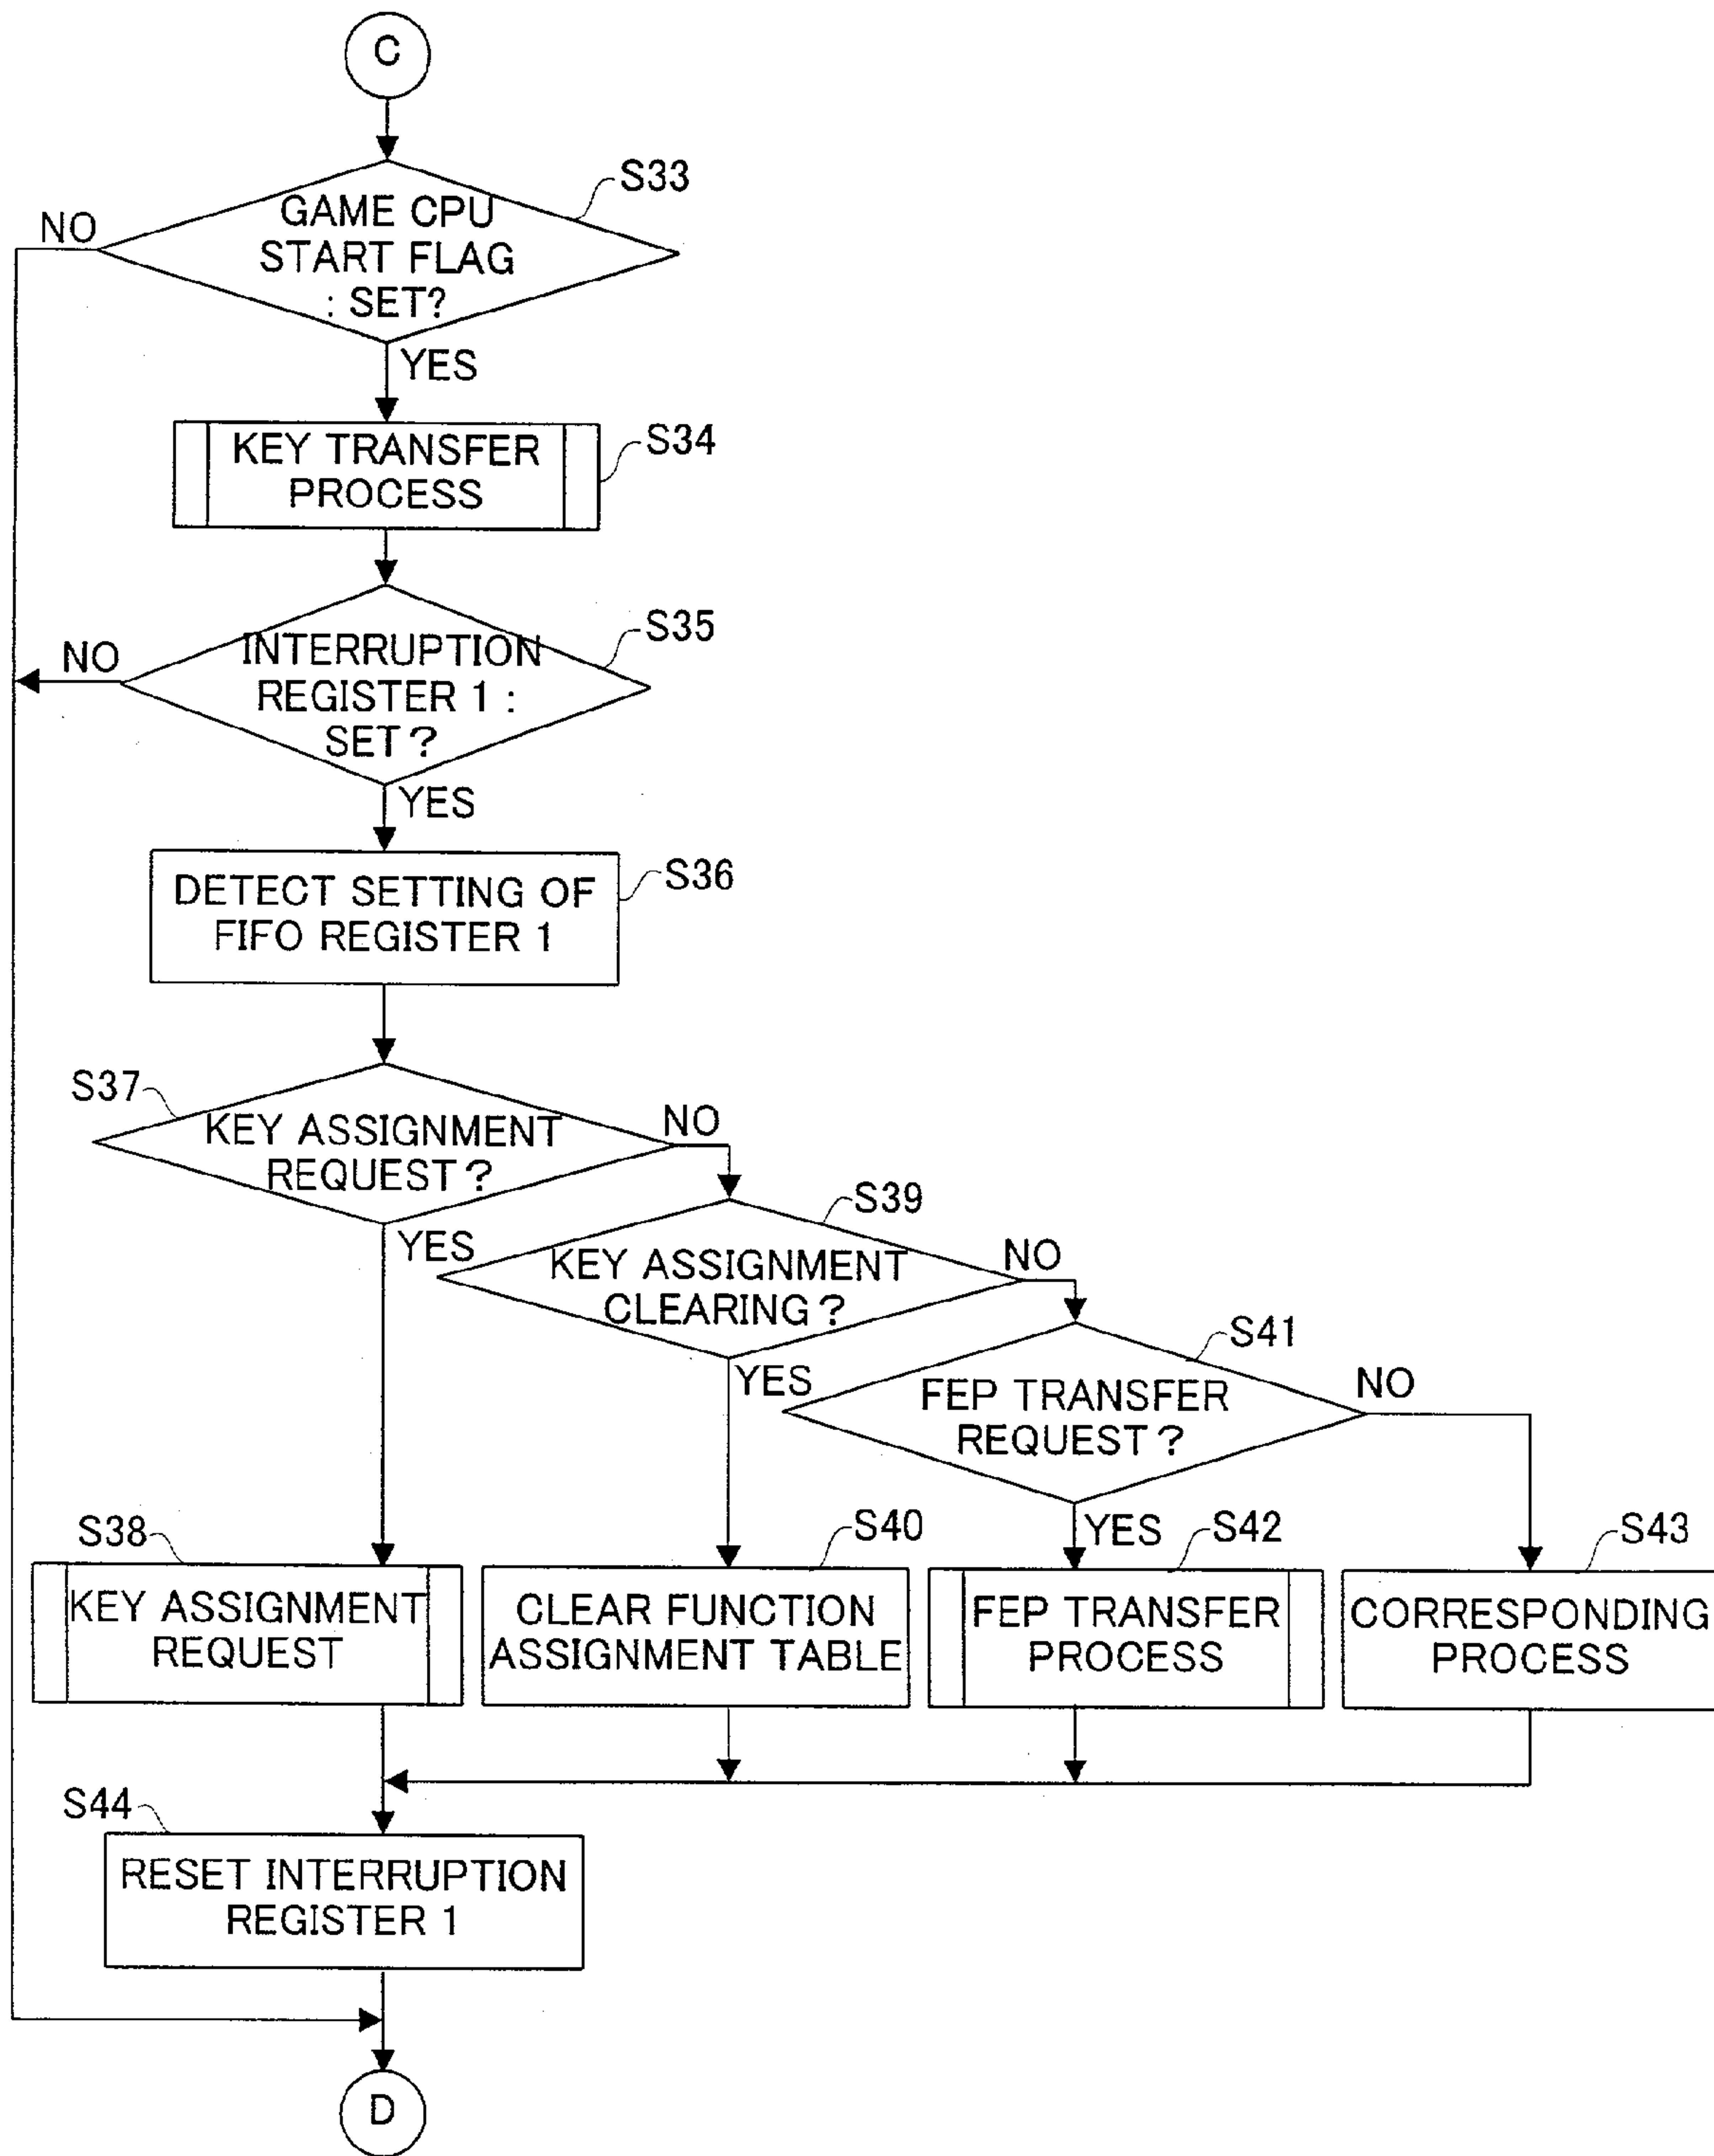 C
S33
GAME CPU
START FLAG
: SET?
NO
YES
S34
KEY TRANSFER
PROCESS
S35
INTERRUPTION
REGISTER 1 :
SET ?
NO
YES
S36
DETECT SETTING OF
FIFO REGISTER 1
S37
KEY ASSIGNMENT
REQUEST ?
NO
YES
S39
KEY ASSIGNMENT
CLEARING ?
NO
YES
S41
FEP TRANSFER
REQUEST ?
NO
YES
S38
KEY ASSIGNMENT
REQUEST
S40
CLEAR FUNCTION
ASSIGNMENT TABLE
S42
FEP TRANSFER
PROCESS
S43
CORRESPONDING
PROCESS
S44
RESET INTERRUPTION
REGISTER 1
D